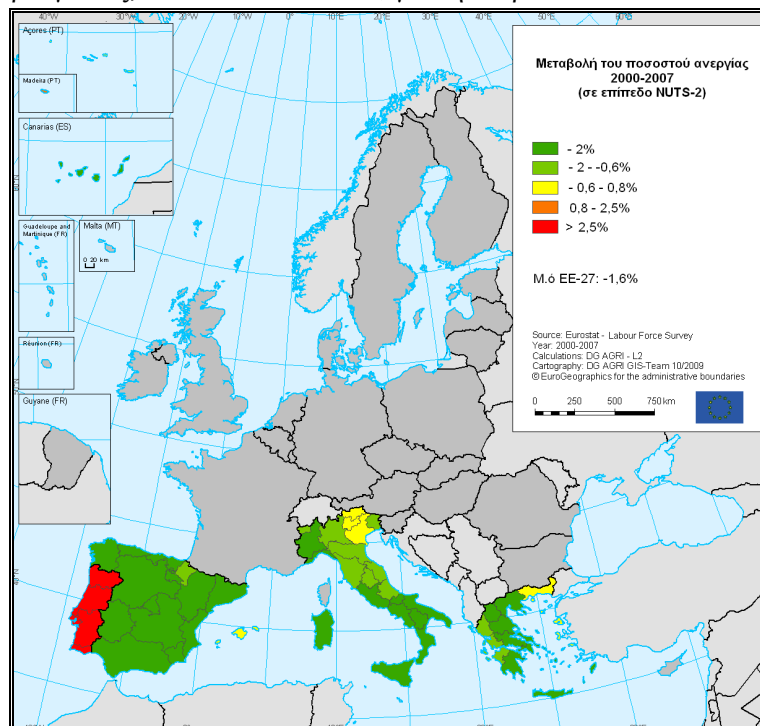 40°W
30°W
20°W
10°W
0°E
10°E
20°E
30°E
40°E
50°E
60°E
Açores (PT)
Madeira (PT)
Canarias (ES)
Guadeloupe and
Martinique (FR)
Malta (MT)
0 20 km
Réunion (FR)
Guyane (FR)
Μεταβολή του ποσοστού ανεργίας
2000-2007
(σε επίπεδο NUTS-2)
- 2%
- 2 - -0,6%
- 0,6 - 0,8%
0,8 - 2,5%
> 2,5%
Μ.ό ΕΕ-27: -1,6%
Source: Eurostat - Labour Force Survey
Year: 2000-2007
Calculations: DG AGRI - L2
Cartography: DG AGRI GIS-Team 10/2009
© EuroGeographics for the administrative boundaries
0 250 500 750 km
60°N
40°N